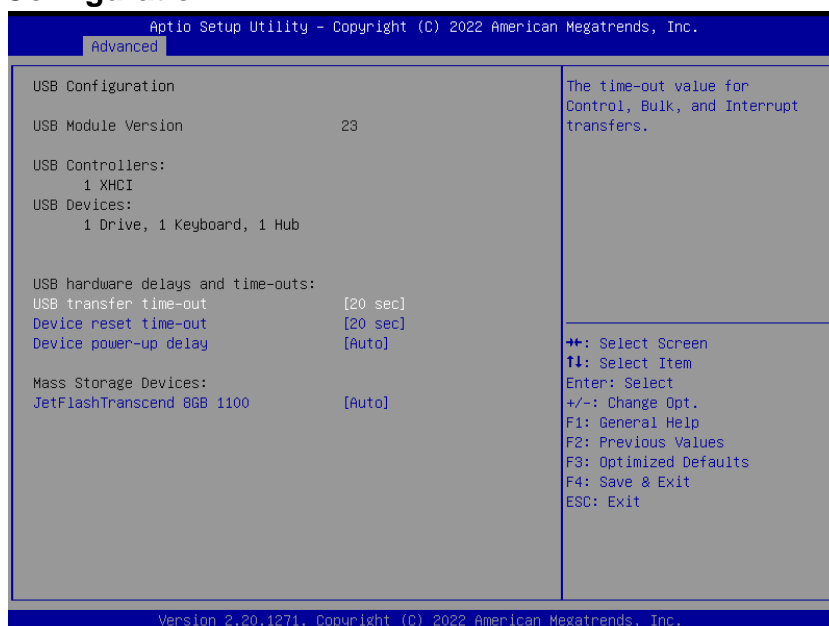 Aptio Setup Utility – Copyright (C) 2022 American Megatrends, Inc.
Advanced
USB Configuration
USB Module Version 23
USB Controllers:
1 XHCI
USB Devices:
1 Drive, 1 Keyboard, 1 Hub
USB hardware delays and time-outs:
USB transfer time-out [20 sec]
Device reset time-out [20 sec]
Device power-up delay [Auto]
Mass Storage Devices:
JetFlashTranscend 8GB 1100 [Auto]
The time-out value for
Control, Bulk, and Interrupt
transfers.
→←: Select Screen
↑↓: Select Item
Enter: Select
+/-: Change Opt.
F1: General Help
F2: Previous Values
F3: Optimized Defaults
F4: Save & Exit
ESC: Exit
Version 2.20.1271. Copyright (C) 2022 American Megatrends, Inc.